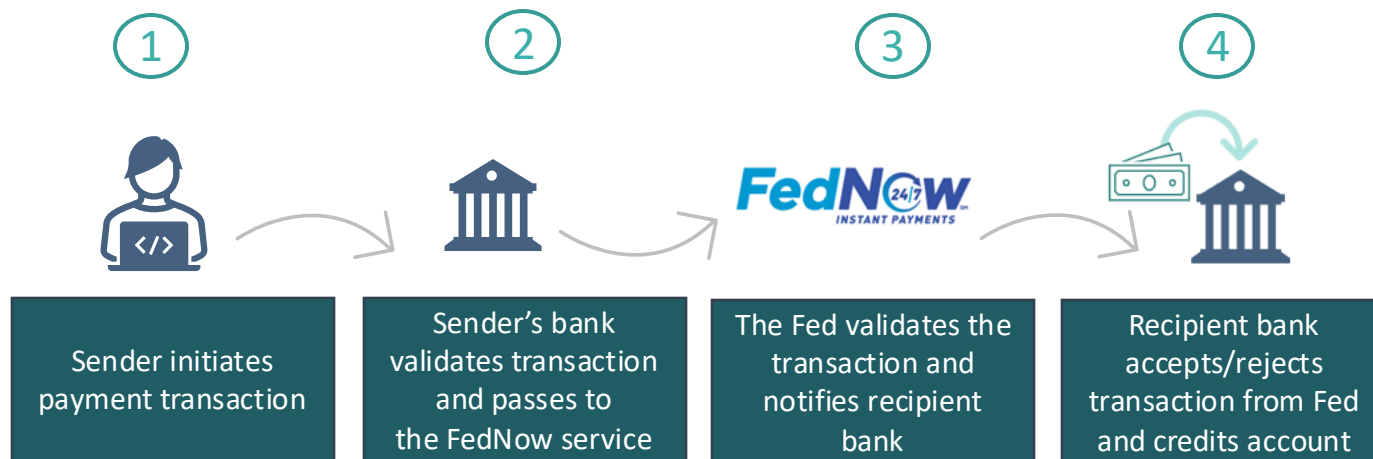 1
2
3
4
</>
FedNow
24/7
SM
INSTANT PAYMENTS
Sender initiates
payment transaction
Sender’s bank
validates transaction
and passes to
the FedNow service
The Fed validates the
transaction and
notifies recipient
bank
Recipient bank
accepts/rejects
transaction from Fed
and credits account